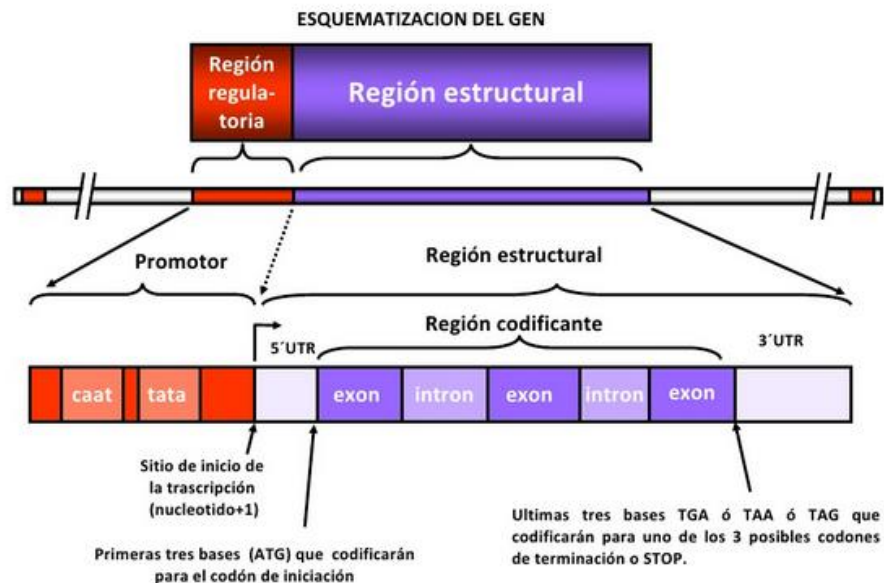 ESQUEMATIZACION DEL GEN
Región
regula-
toria
Región estructural
Promotor
Región estructural
Región codificante
5´UTR
3´UTR
caat
tata
exon
intron
exon
intron
exon
Sitio de inicio de
la trascripción
(nucleotido+1)
Primeras tres bases (ATG) que codificarán
para el codón de iniciación
Ultimas tres bases TGA ó TAA ó TAG que
codificarán para uno de los 3 posibles codones
de terminación o STOP.